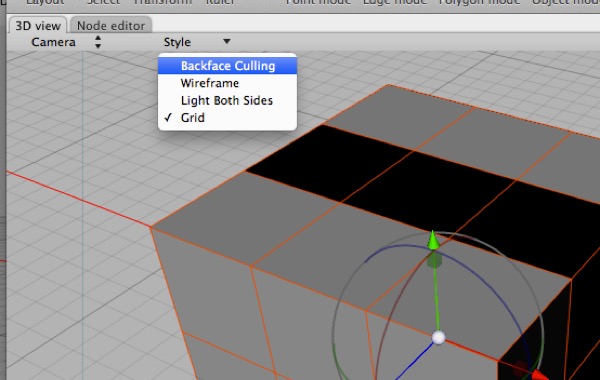 Layout Select Transform Ruler Point mode Edge mode Polygon mode Object mode
3D view Node editor
Camera Style
Backface Culling
Wireframe
Light Both Sides
✓ Grid